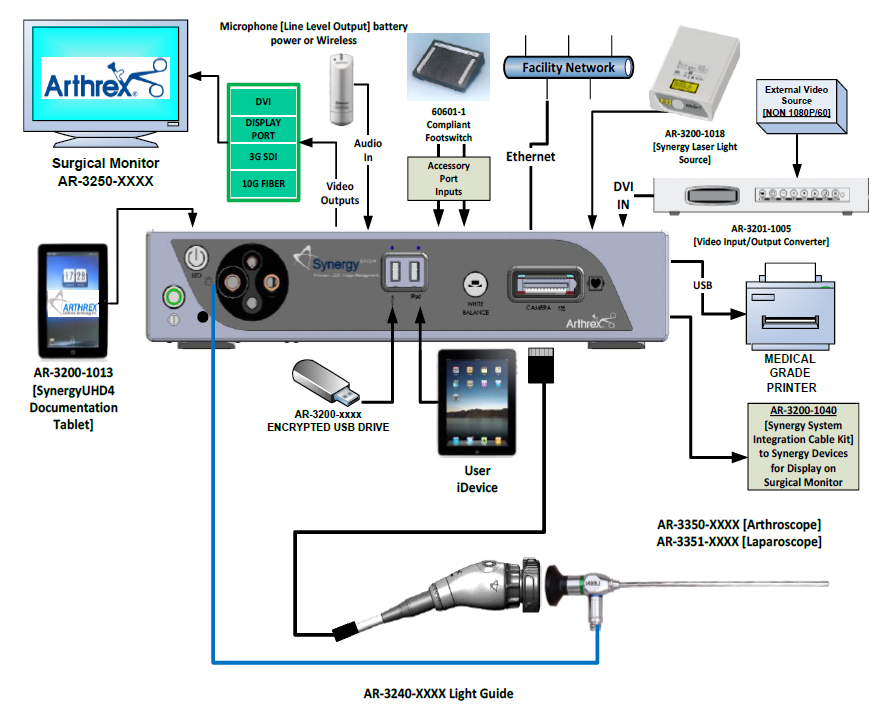 Microphone [Line Level Output] battery
power or Wireless
Arthrex
Surgical Monitor
AR-3250-XXXX
DVI
DISPLAY
PORT
3G SDI
10G FIBER
Video
Outputs
Audio
In
60601-1
Compliant
Footswitch
Accessory
Port
Inputs
Facility Network
Ethernet
AR-3200-1018
[Synergy Laser Light
Source]
External Video
Source
[NON 1080P/60]
DVI
IN
AR-3201-1005
[Video Input/Output Converter]
17 28
ARTHREX
AR-3200-1013
[SynergyUHD4
Documentation
Tablet]
LED
Synergy
iPad
WHITE
BALANCE
CAMERA
Arthrex
USB
MEDICAL
GRADE
PRINTER
AR-3200-xxxx
ENCRYPTED USB DRIVE
User
iDevice
AR-3200-1040
[Synergy System
Integration Cable Kit]
to Synergy Devices
for Display on
Surgical Monitor
AR-3350-XXXX [Arthroscope]
AR-3351-XXXX [Laparoscope]
AR-3240-XXXX Light Guide